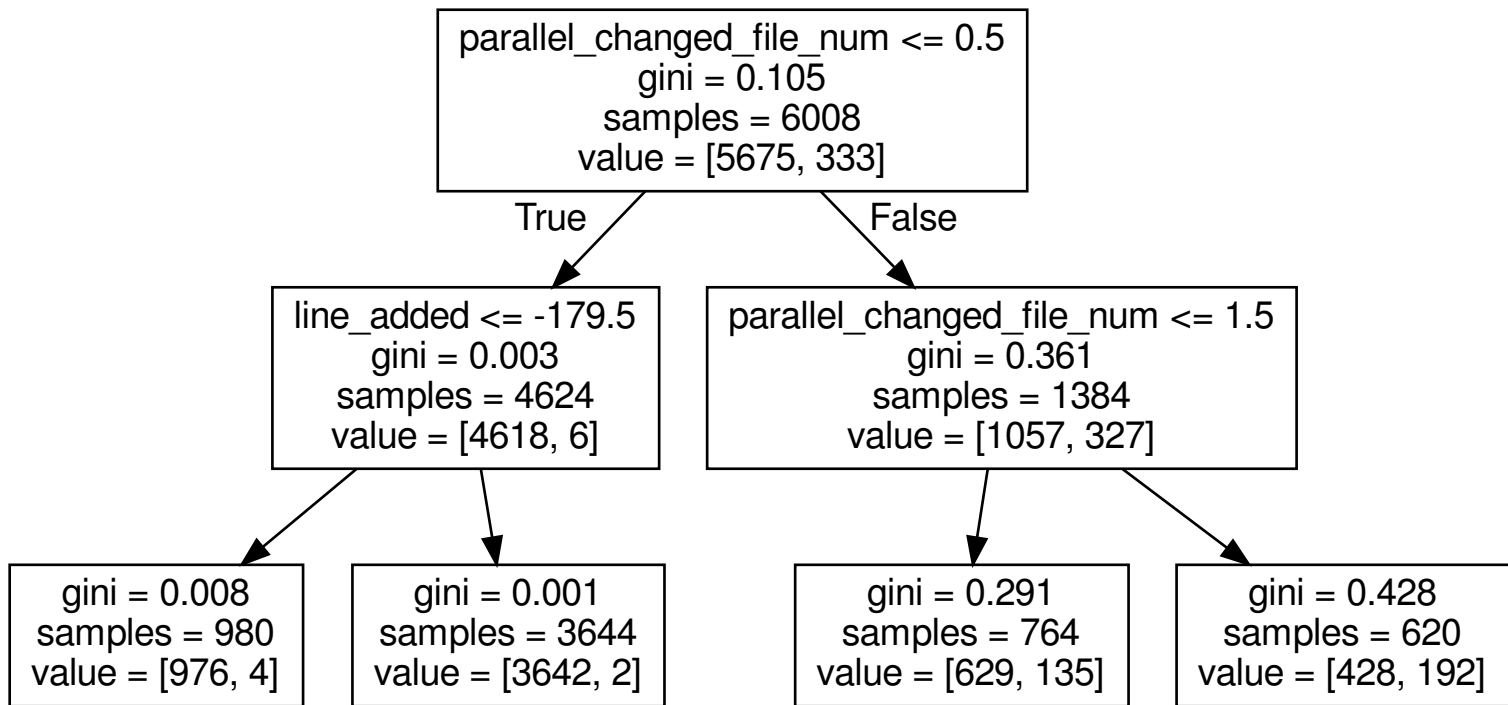 parallel_changed_file_num <= 0.5
gini = 0.105
samples = 6008
value = [5675, 333]
True
False
line_added <= -179.5
gini = 0.003
samples = 4624
value = [4618, 6]
parallel_changed_file_num <= 1.5
gini = 0.361
samples = 1384
value = [1057, 327]
gini = 0.008
samples = 980
value = [976, 4]
gini = 0.001
samples = 3644
value = [3642, 2]
gini = 0.291
samples = 764
value = [629, 135]
gini = 0.428
samples = 620
value = [428, 192]